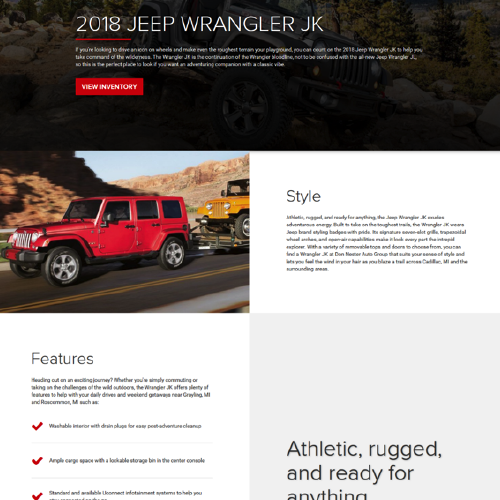 2018 JEEP WRANGLER JK
If you're looking to drive an icon on wheels and make even the roughest terrain your playground, you can count on the 2018 Jeep Wrangler JK to help you
take command of the wilderness. The Wrangler JK is the continuation of the Wrangler bloodline, not to be confused with the all-new Jeep Wrangler JL,
so this is the perfect place to look if you want an adventuring companion with a classic vibe.
VIEW INVENTORY
Style
Athletic, rugged, and ready for anything, the Jeep Wrangler JK exudes
adventurous energy. Built to take on the toughest trails, the Wrangler JK wears
Jeep brand styling badges with pride. Its signature seven-slot grille, trapezoidal
wheel arches, and open-air capabilities make it look every part the intrepid
explorer. With a variety of removable tops and doors to choose from, you can
find a Wrangler JK at Don Nester Auto Group that suits your sense of style and
lets you feel the wind in your hair as you blaze a trail across Cadillac, MI and the
surrounding areas.
Features
Heading out on an exciting journey? Whether you're simply commuting or
taking on the challenges of the wild outdoors, the Wrangler JK offers plenty of
features to help with your daily drives and weekend getaways near Grayling, MI
and Roscommon, MI such as:
Washable interior with drain plugs for easy post-adventure cleanup
Ample cargo space with a lockable storage bin in the center console
Standard and available Uconnect infotainment systems to help you
Athletic, rugged,
and ready for
anything